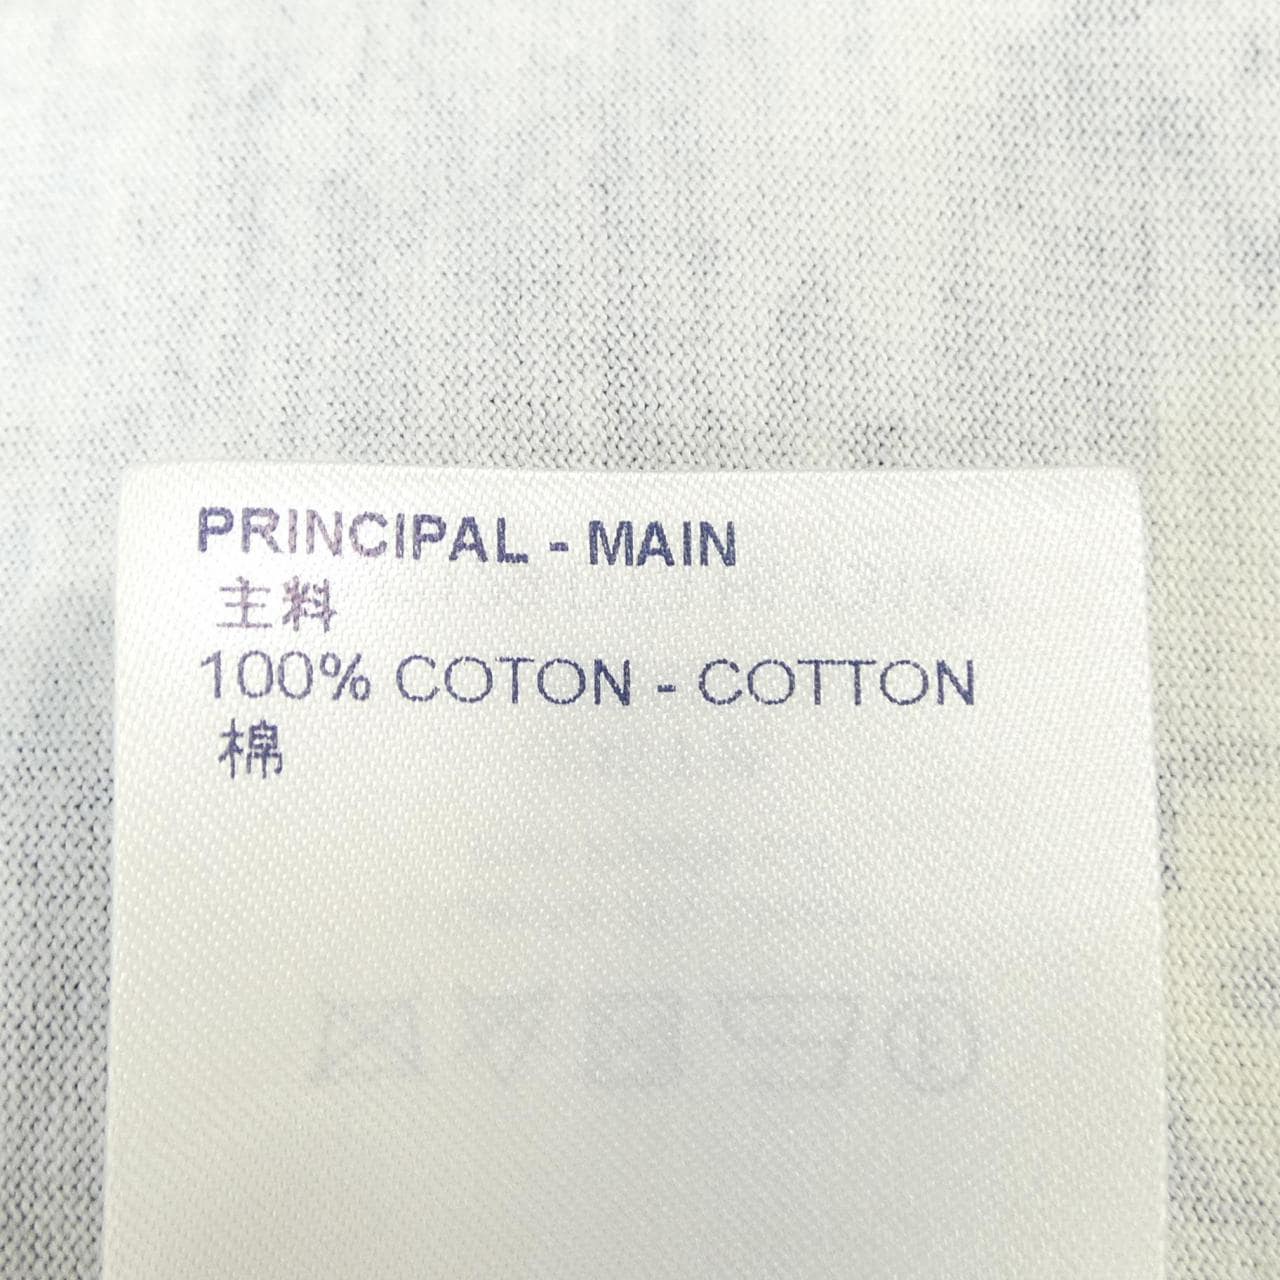 PRINCIPAL - MAIN
主料
100% COTON - COTTON
棉